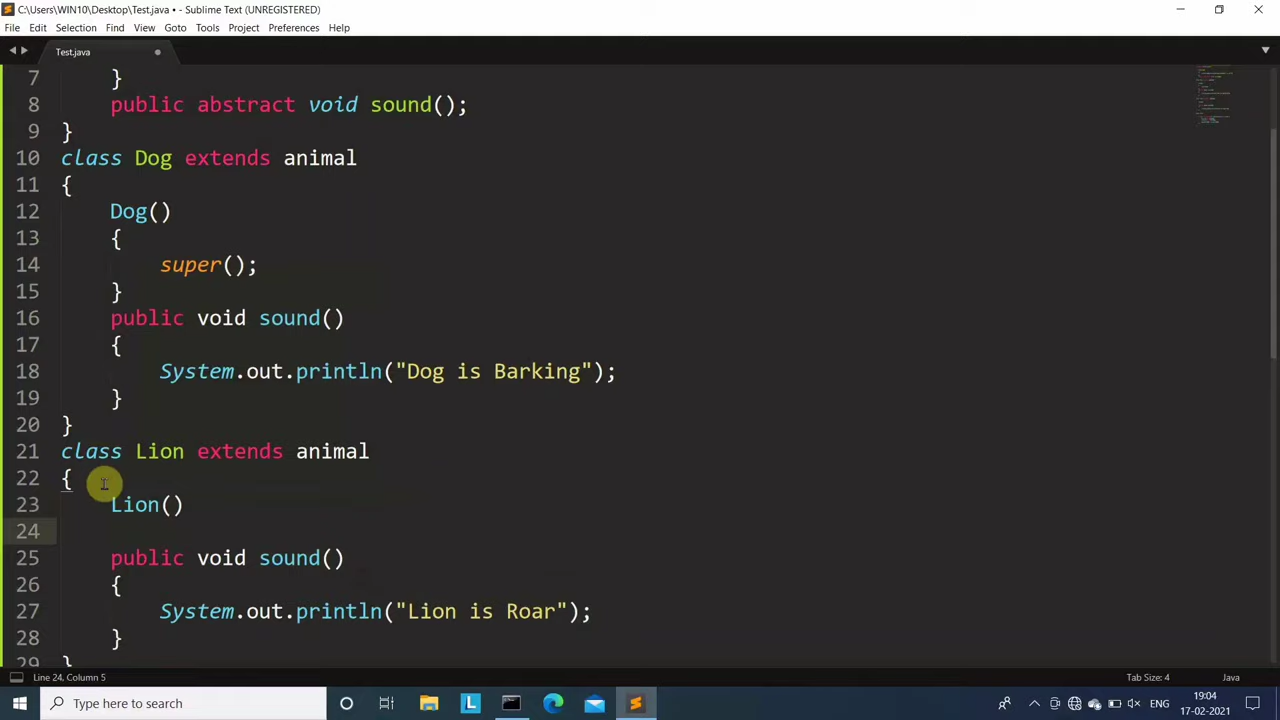 C:\Users\WIN10\Desktop\Test.java • - Sublime Text (UNREGISTERED)
File Edit Selection Find View Goto Tools Project Preferences Help
Test.java
7 }
8 public abstract void sound();
9 }
10 class Dog extends animal
11 {
12 Dog()
13 {
14 super();
15 }
16 public void sound()
17 {
18 System.out.println("Dog is Barking");
19 }
20 }
21 class Lion extends animal
22 {
23 Lion()
24
25 public void sound()
26 {
27 System.out.println("Lion is Roar");
28 }
29 }
Line 24, Column 5 Tab Size: 4 Java
Type here to search
L
ENG
19:04
17-02-2021